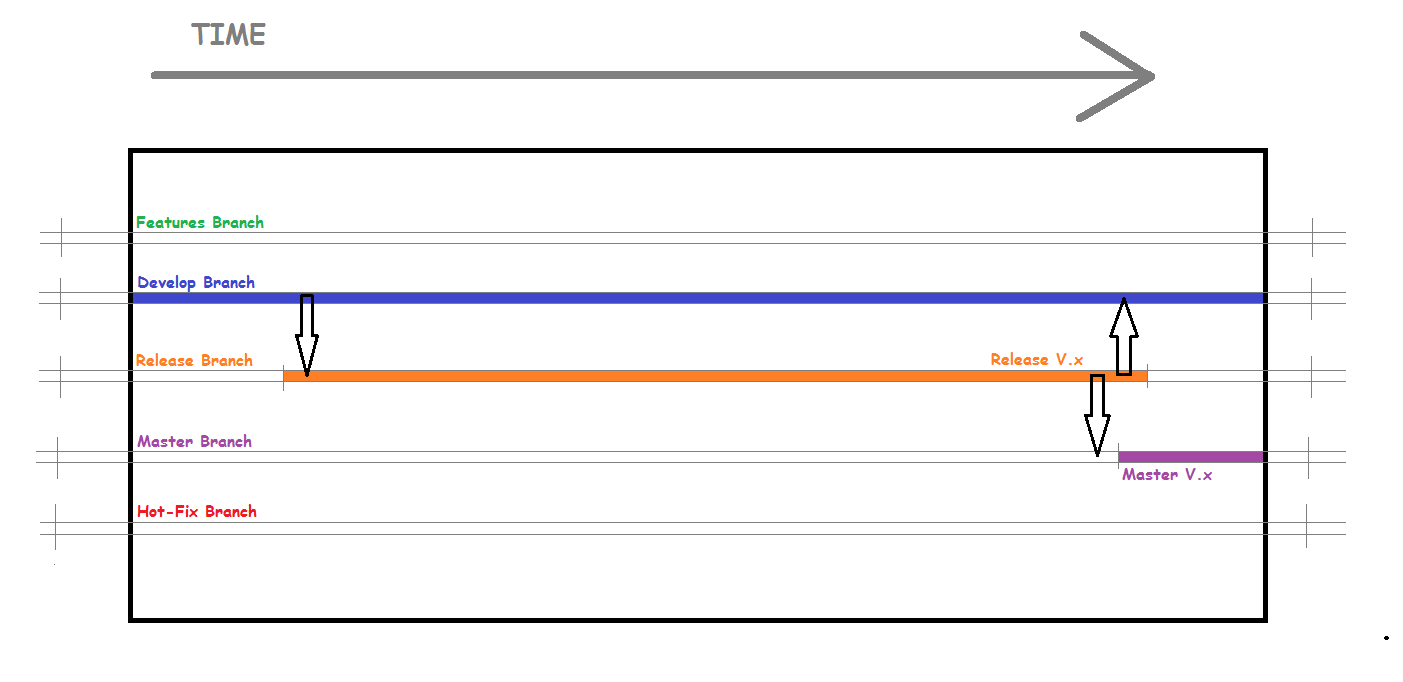 TIME
Features Branch
Develop Branch
Release Branch
Release V.x
Master Branch
Master V.x
Hot-Fix Branch